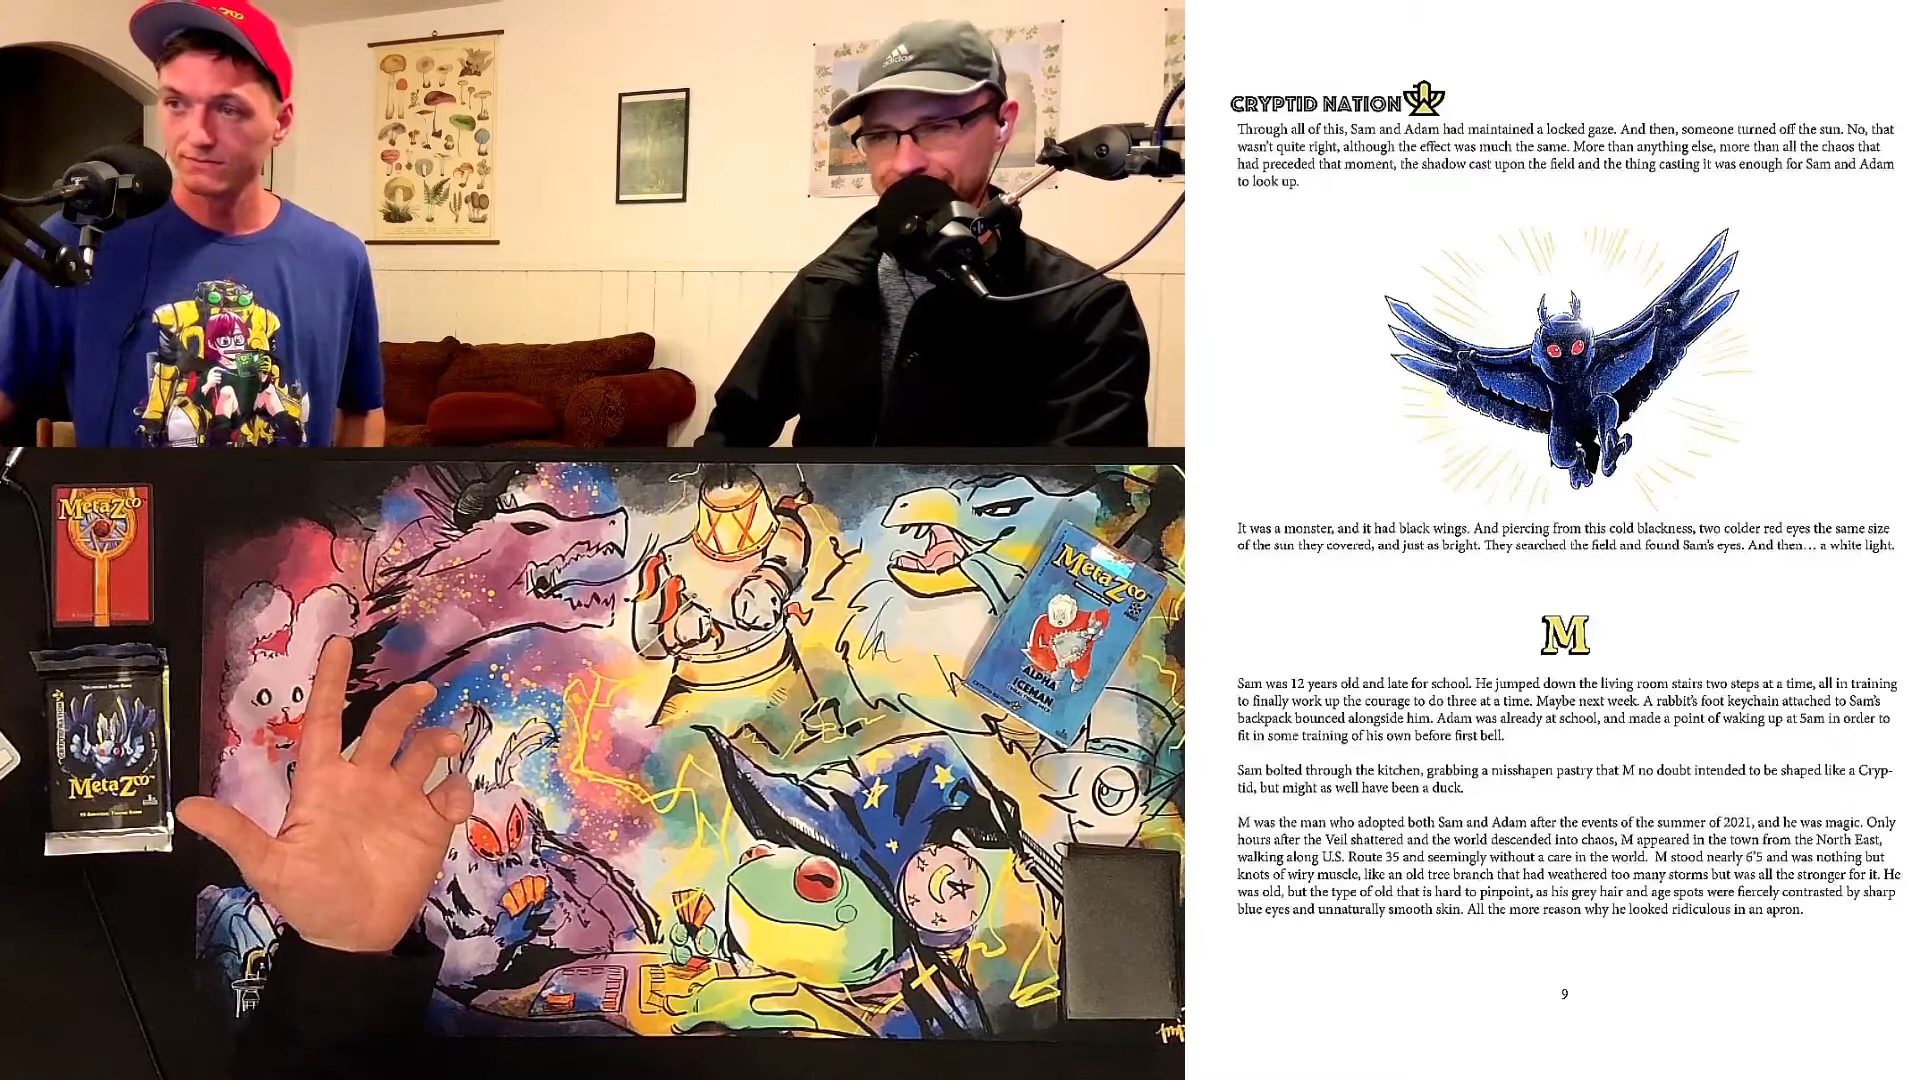 MetaZoo
adidas
MetaZoo
MetaZoo
ALPHA
ICEMAN
CRYPTID NATION
MetaZoo
CRYPTID NATION
Through all of this, Sam and Adam had maintained a locked gaze. And then, someone turned off the sun. No, that
wasn't quite right, although the effect was much the same. More than anything else, more than all the chaos that
had preceded that moment, the shadow cast upon the field and the thing casting it was enough for Sam and Adam
to look up.
It was a monster, and it had black wings. And piercing from this cold blackness, two colder red eyes the same size
of the sun they covered, and just as bright. They searched the field and found Sam's eyes. And then… a white light.
M
Sam was 12 years old and late for school. He jumped down the living room stairs two steps at a time, all in training
to finally work up the courage to do three at a time. Maybe next week. A rabbit's foot keychain attached to Sam's
backpack bounced alongside him. Adam was already at school, and made a point of waking up at 5am in order to
fit in some training of his own before first bell.
Sam bolted through the kitchen, grabbing a misshapen pastry that M no doubt intended to be shaped like a Cryp-
tid, but might as well have been a duck.
M was the man who adopted both Sam and Adam after the events of the summer of 2021, and he was magic. Only
hours after the Veil shattered and the world descended into chaos, M appeared in the town from the North East,
walking along U.S. Route 35 and seemingly without a care in the world. M stood nearly 6'5 and was nothing but
knots of wiry muscle, like an old tree branch that had weathered too many storms but was all the stronger for it. He
was old, but the type of old that is hard to pinpoint, as his grey hair and age spots were fiercely contrasted by sharp
blue eyes and unnaturally smooth skin. All the more reason why he looked ridiculous in an apron.
9